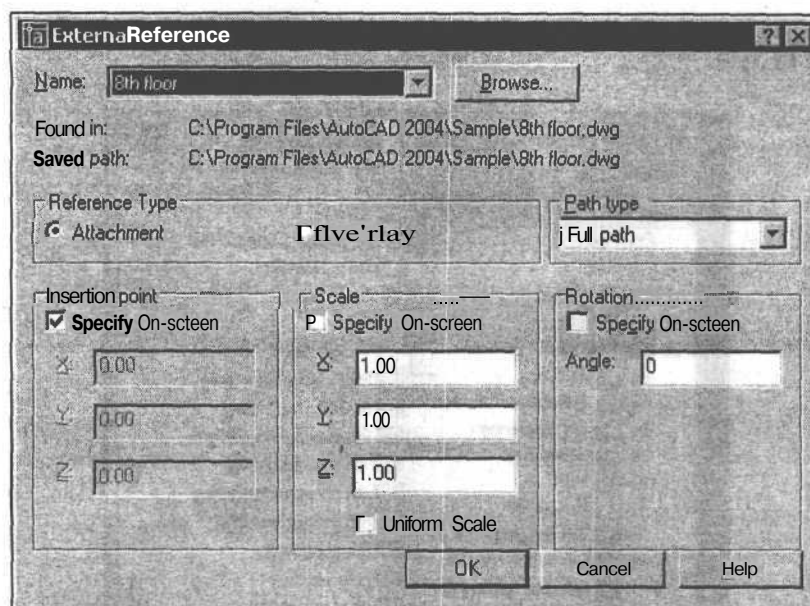 ExternaReference
Name: 8th floor Browse...
Found in: C:\Program Files\AutoCAD 2004\Sample\8th floor.dwg
Saved path: C:\Program Files\AutoCAD 2004\Sample\8th floor.dwg
Reference Type Path type
Attachment Γflve'rlay j Full path
Insertion point Scale Rotation.............
Specify On-scteen P Specify On-screen Specify On-scteen
X: 0.00 X: 1.00 Angle: 0
Y: 0.00 Y: 1.00
Z: 0.00 Z: 1.00
Γ Uniform Scale
OK Cancel Help